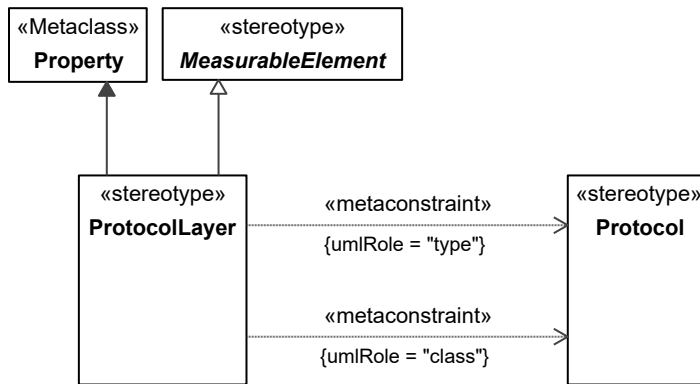 «Metaclass»
Property
«stereotype»
MeasurableElement
«stereotype»
ProtocolLayer
«metaconstraint»
{umlRole = "type"}
«metaconstraint»
{umlRole = "class"}
«stereotype»
Protocol